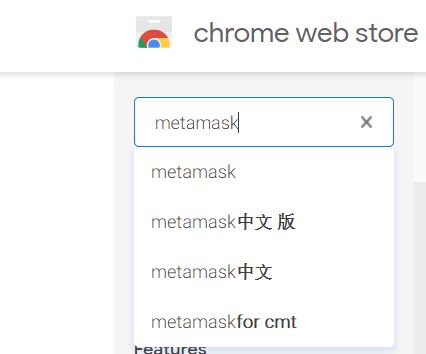 chrome web store
metamask
metamask
metamask中文 版
metamask中文
metamaskfor cmt
Features